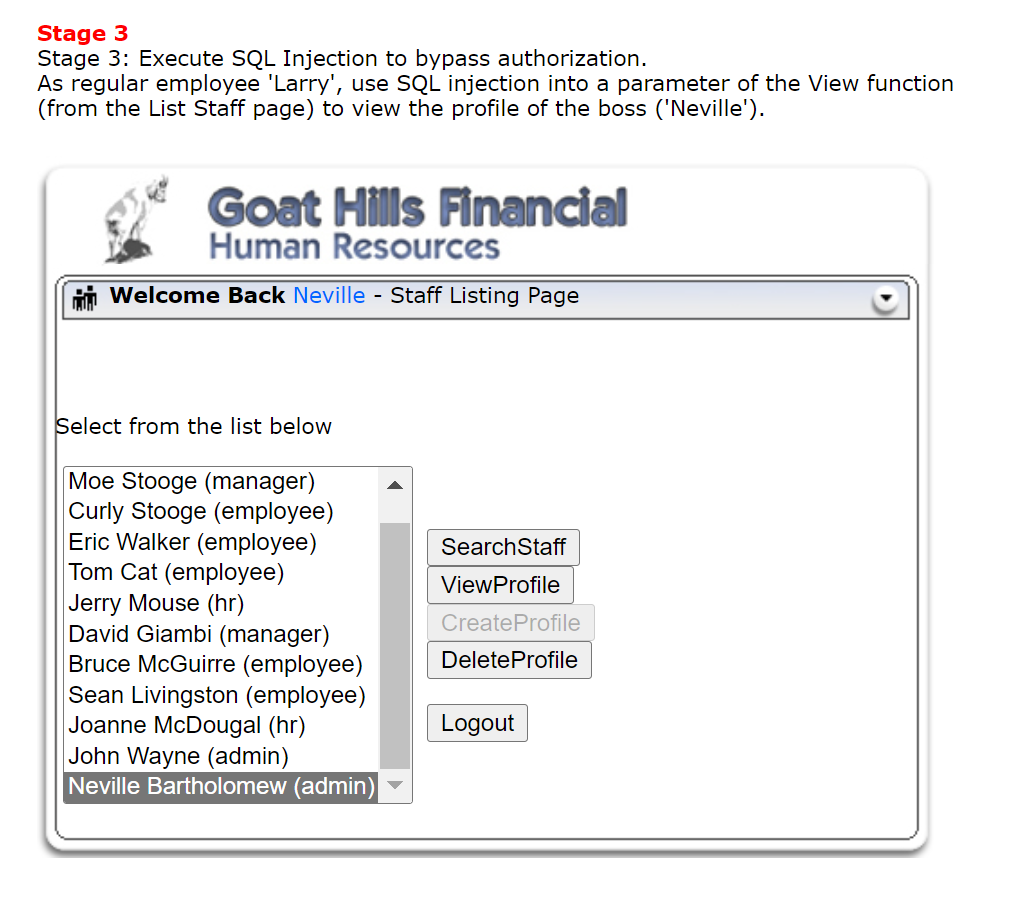 Stage 3
Stage 3: Execute SQL Injection to bypass authorization.
As regular employee 'Larry', use SQL injection into a parameter of the View function
(from the List Staff page) to view the profile of the boss ('Neville').
Goat Hills Financial
Human Resources
Welcome Back Neville - Staff Listing Page
Select from the list below
Moe Stooge (manager)
Curly Stooge (employee)
Eric Walker (employee)
Tom Cat (employee)
Jerry Mouse (hr)
David Giambi (manager)
Bruce McGuirre (employee)
Sean Livingston (employee)
Joanne McDougal (hr)
John Wayne (admin)
Neville Bartholomew (admin)
SearchStaff
ViewProfile
CreateProfile
DeleteProfile
Logout